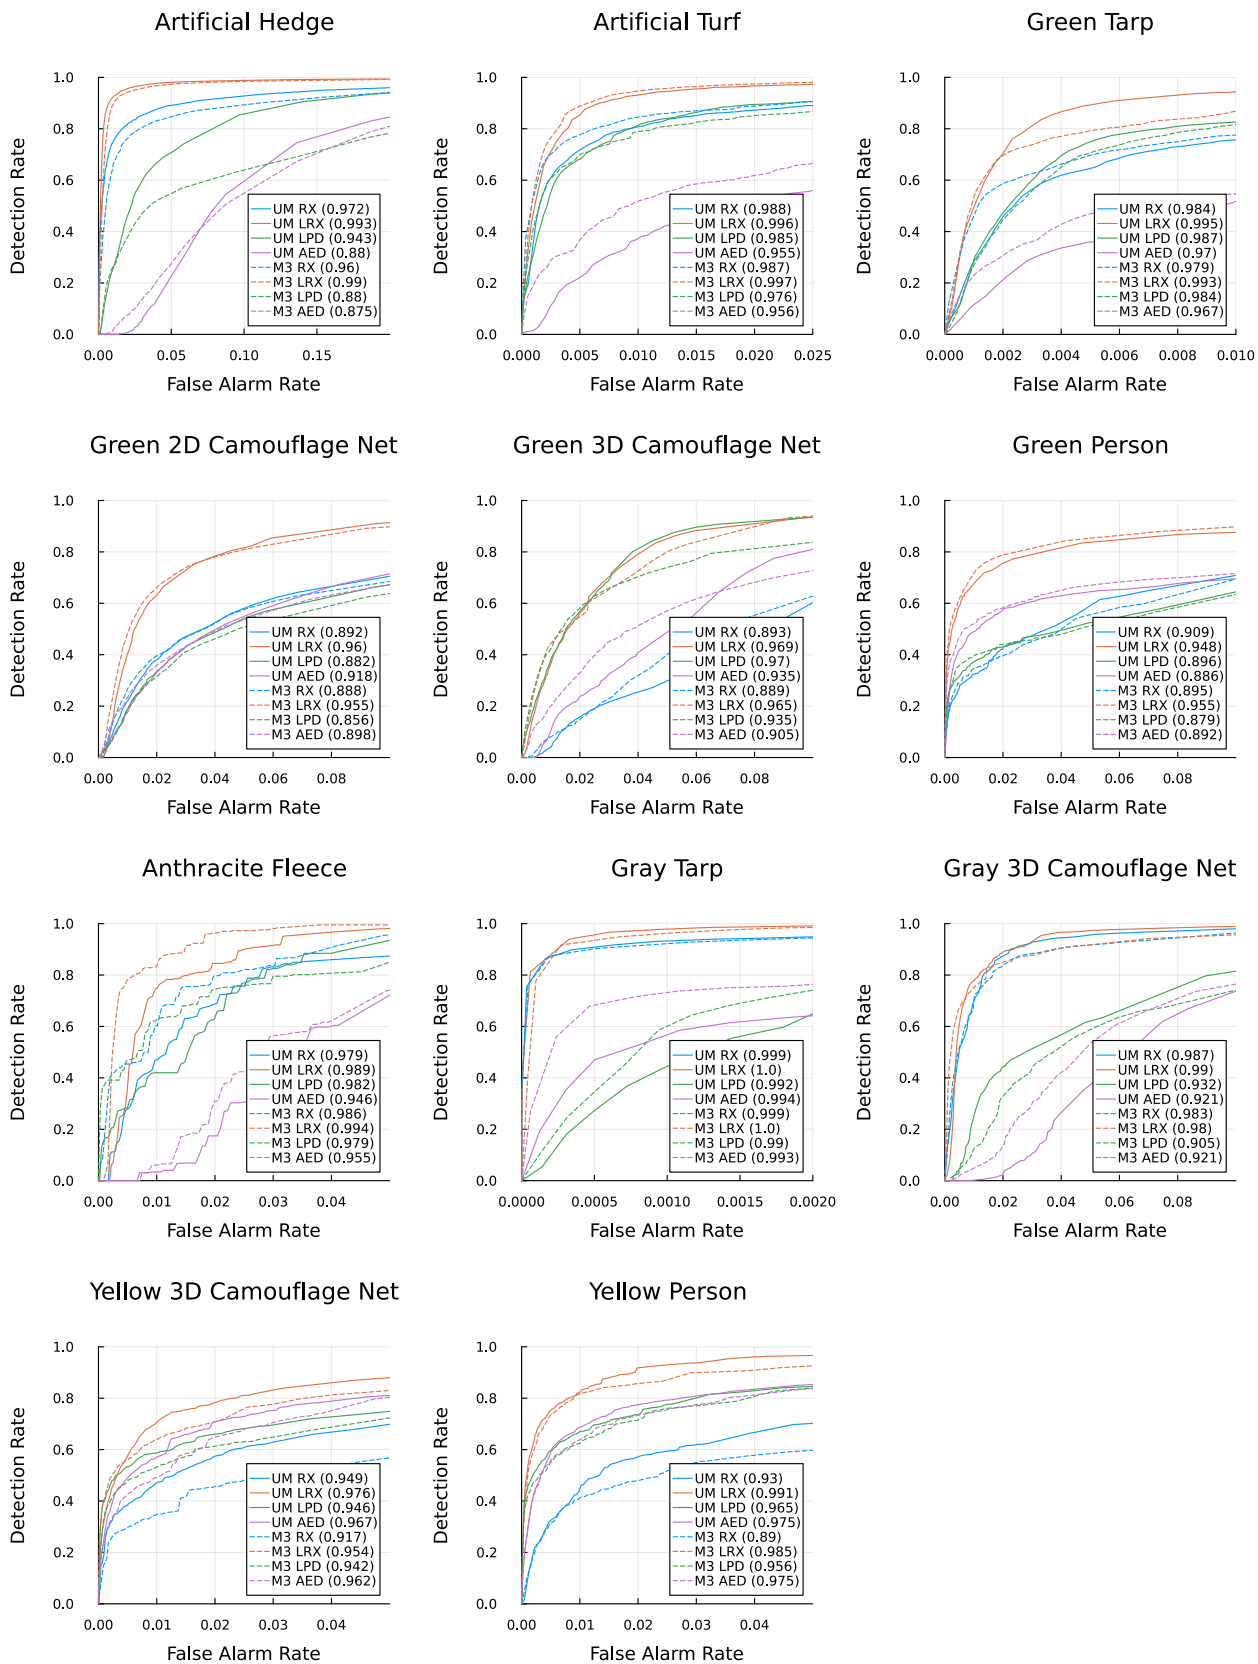 Artificial Hedge
Detection Rate
1.0
0.8
0.6
0.4
0.2
0.0
UM RX (0.972)
UM LRX (0.993)
UM LPD (0.943)
UM AED (0.88)
M3 RX (0.96)
M3 LRX (0.99)
M3 LPD (0.88)
M3 AED (0.875)
0.00 0.05 0.10 0.15
False Alarm Rate
Artificial Turf
Detection Rate
1.0
0.8
0.6
0.4
0.2
0.0
UM RX (0.988)
UM LRX (0.996)
UM LPD (0.985)
UM AED (0.955)
M3 RX (0.987)
M3 LRX (0.997)
M3 LPD (0.976)
M3 AED (0.956)
0.000 0.005 0.010 0.015 0.020 0.025
False Alarm Rate
Green Tarp
Detection Rate
1.0
0.8
0.6
0.4
0.2
0.0
UM RX (0.984)
UM LRX (0.995)
UM LPD (0.987)
UM AED (0.97)
M3 RX (0.979)
M3 LRX (0.993)
M3 LPD (0.984)
M3 AED (0.967)
0.000 0.002 0.004 0.006 0.008 0.010
False Alarm Rate
Green 2D Camouflage Net
Detection Rate
1.0
0.8
0.6
0.4
0.2
0.0
UM RX (0.892)
UM LRX (0.96)
UM LPD (0.882)
UM AED (0.918)
M3 RX (0.888)
M3 LRX (0.955)
M3 LPD (0.856)
M3 AED (0.898)
0.00 0.02 0.04 0.06 0.08
False Alarm Rate
Green 3D Camouflage Net
Detection Rate
1.0
0.8
0.6
0.4
0.2
0.0
UM RX (0.893)
UM LRX (0.969)
UM LPD (0.97)
UM AED (0.935)
M3 RX (0.889)
M3 LRX (0.965)
M3 LPD (0.935)
M3 AED (0.905)
0.00 0.02 0.04 0.06 0.08
False Alarm Rate
Green Person
Detection Rate
1.0
0.8
0.6
0.4
0.2
0.0
UM RX (0.909)
UM LRX (0.948)
UM LPD (0.896)
UM AED (0.886)
M3 RX (0.895)
M3 LRX (0.955)
M3 LPD (0.879)
M3 AED (0.892)
0.00 0.02 0.04 0.06 0.08
False Alarm Rate
Anthracite Fleece
Detection Rate
1.0
0.8
0.6
0.4
0.2
0.0
UM RX (0.979)
UM LRX (0.989)
UM LPD (0.982)
UM AED (0.946)
M3 RX (0.986)
M3 LRX (0.994)
M3 LPD (0.979)
M3 AED (0.955)
0.00 0.01 0.02 0.03 0.04
False Alarm Rate
Gray Tarp
Detection Rate
1.0
0.8
0.6
0.4
0.2
0.0
UM RX (0.999)
UM LRX (1.0)
UM LPD (0.992)
UM AED (0.994)
M3 RX (0.999)
M3 LRX (1.0)
M3 LPD (0.99)
M3 AED (0.993)
0.0000 0.0005 0.0010 0.0015 0.0020
False Alarm Rate
Gray 3D Camouflage Net
Detection Rate
1.0
0.8
0.6
0.4
0.2
0.0
UM RX (0.987)
UM LRX (0.99)
UM LPD (0.932)
UM AED (0.921)
M3 RX (0.983)
M3 LRX (0.98)
M3 LPD (0.905)
M3 AED (0.921)
0.00 0.02 0.04 0.06 0.08
False Alarm Rate
Yellow 3D Camouflage Net
Detection Rate
1.0
0.8
0.6
0.4
0.2
0.0
UM RX (0.949)
UM LRX (0.976)
UM LPD (0.946)
UM AED (0.967)
M3 RX (0.917)
M3 LRX (0.954)
M3 LPD (0.942)
M3 AED (0.962)
0.00 0.01 0.02 0.03 0.04
False Alarm Rate
Yellow Person
Detection Rate
1.0
0.8
0.6
0.4
0.2
0.0
UM RX (0.93)
UM LRX (0.991)
UM LPD (0.965)
UM AED (0.975)
M3 RX (0.89)
M3 LRX (0.985)
M3 LPD (0.956)
M3 AED (0.975)
0.00 0.01 0.02 0.03 0.04
False Alarm Rate